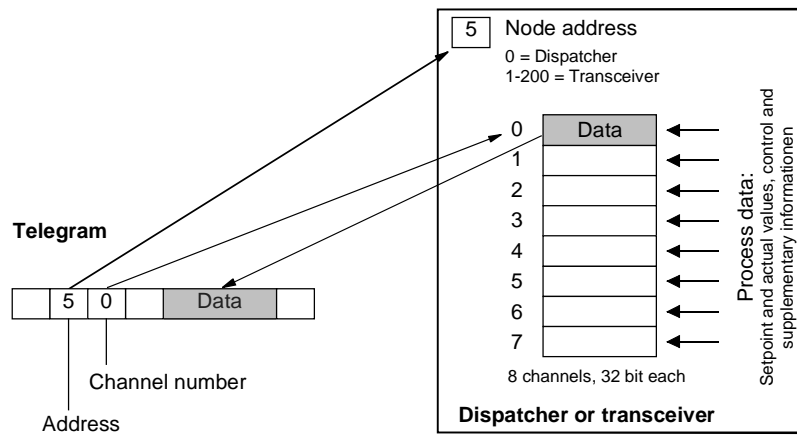 5 Node address
0 = Dispatcher
1-200 = Transceiver
0 Data
1
2
3
4
5
6
7
8 channels, 32 bit each
Dispatcher or transceiver
Process data:
Setpoint and actual values, control and
supplementary informationen
Telegram
5 0 Data
Channel number
Address